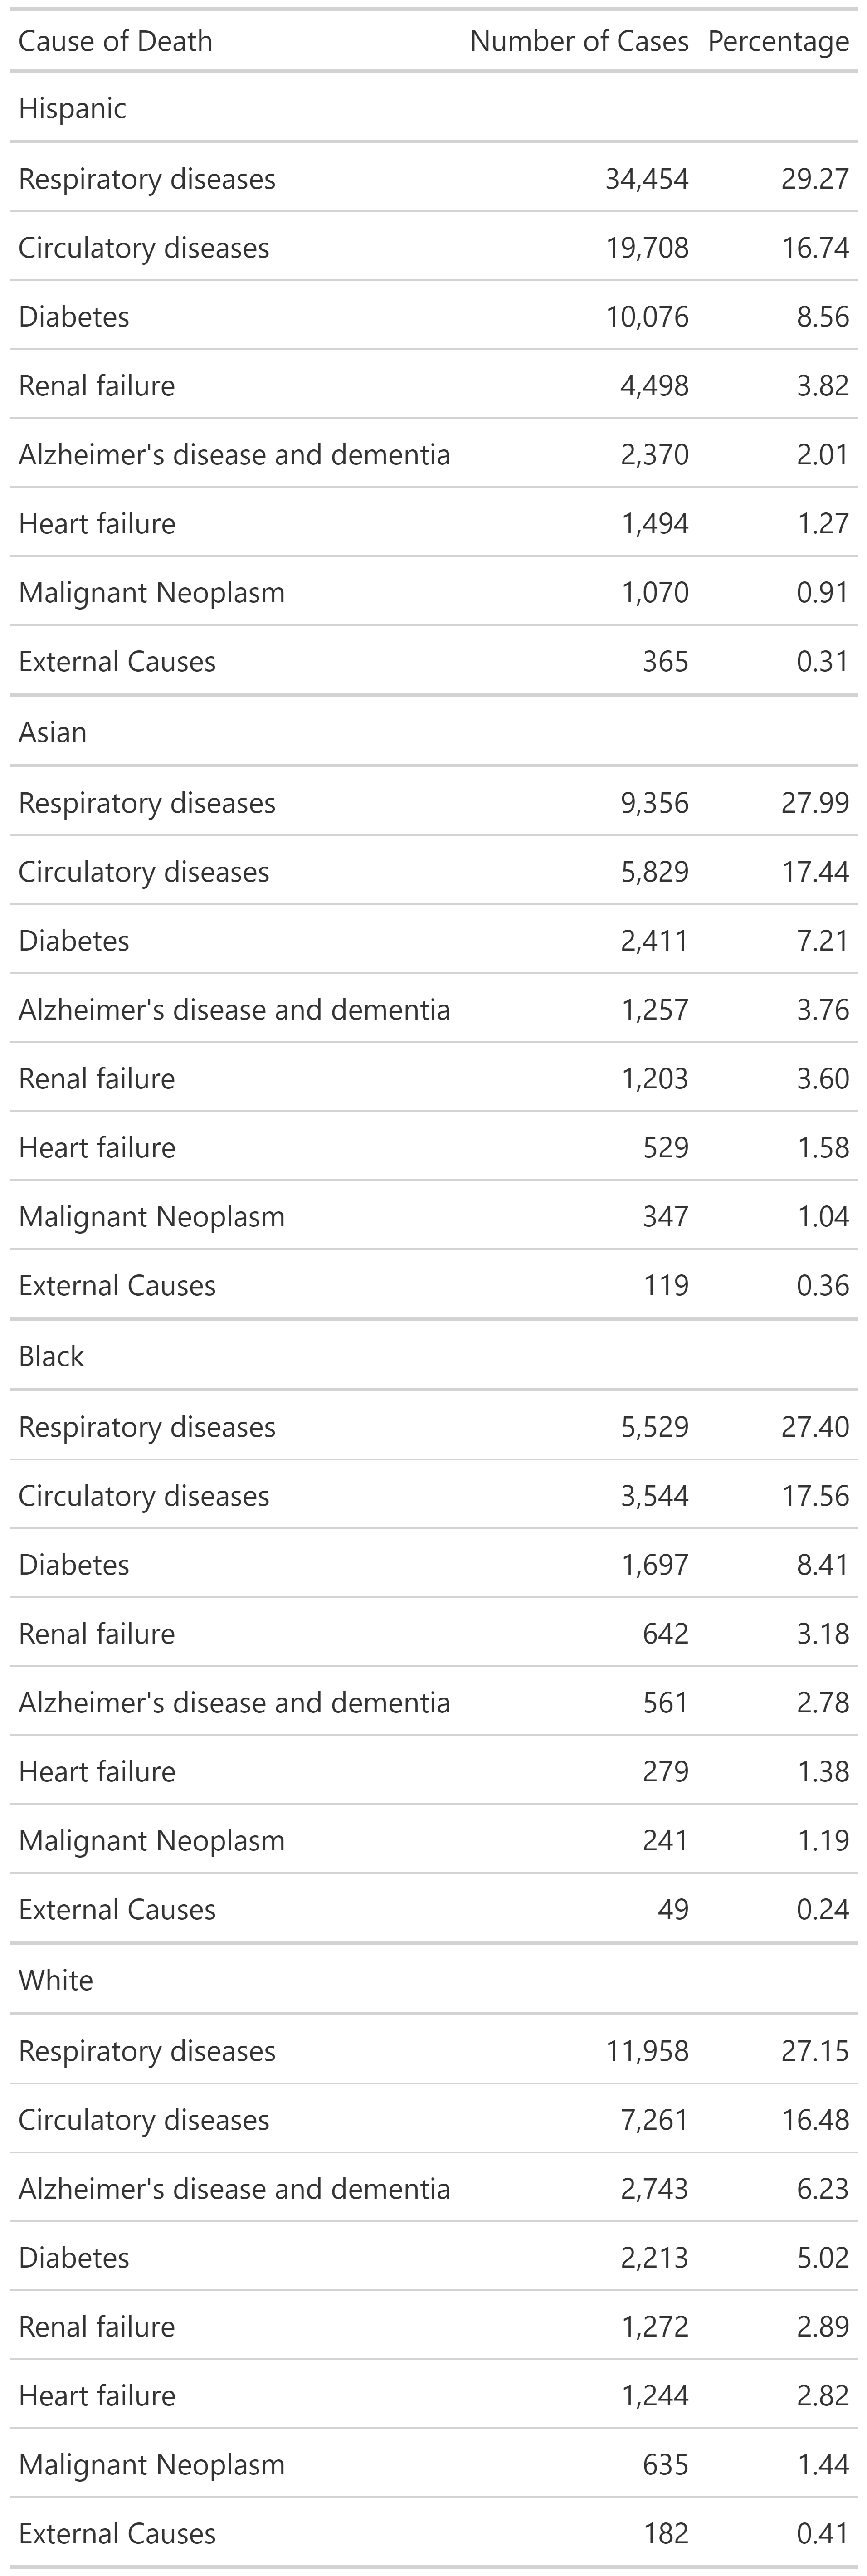 Cause of Death Number of Cases Percentage
Hispanic
Respiratory diseases 34,454 29.27
Circulatory diseases 19,708 16.74
Diabetes 10,076 8.56
Renal failure 4,498 3.82
Alzheimer's disease and dementia 2,370 2.01
Heart failure 1,494 1.27
Malignant Neoplasm 1,070 0.91
External Causes 365 0.31
Asian
Respiratory diseases 9,356 27.99
Circulatory diseases 5,829 17.44
Diabetes 2,411 7.21
Alzheimer's disease and dementia 1,257 3.76
Renal failure 1,203 3.60
Heart failure 529 1.58
Malignant Neoplasm 347 1.04
External Causes 119 0.36
Black
Respiratory diseases 5,529 27.40
Circulatory diseases 3,544 17.56
Diabetes 1,697 8.41
Renal failure 642 3.18
Alzheimer's disease and dementia 561 2.78
Heart failure 279 1.38
Malignant Neoplasm 241 1.19
External Causes 49 0.24
White
Respiratory diseases 11,958 27.15
Circulatory diseases 7,261 16.48
Alzheimer's disease and dementia 2,743 6.23
Diabetes 2,213 5.02
Renal failure 1,272 2.89
Heart failure 1,244 2.82
Malignant Neoplasm 635 1.44
External Causes 182 0.41